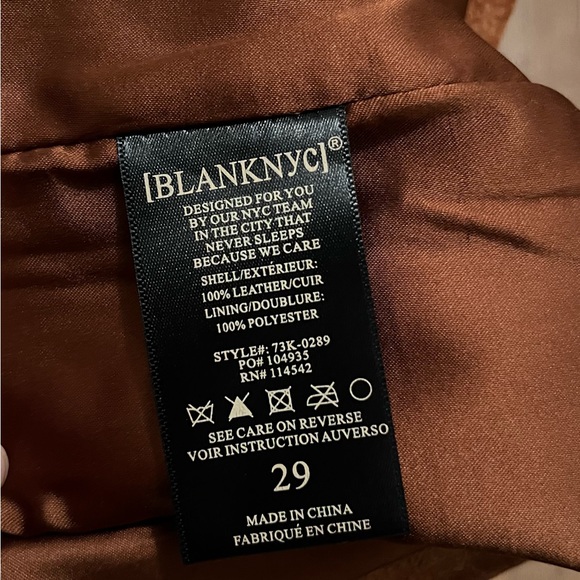 [BLANKNYC]®
DESIGNED FOR YOU
BY OUR NYC TEAM
IN THE CITY THAT
NEVER SLEEPS
BECAUSE WE CARE
SHELL/EXTÉRIEUR:
100% LEATHER/CUIR
LINING/DOUBLURE:
100% POLYESTER
STYLE#: 73K-0289
PO# 104935
RN# 114542
SEE CARE ON REVERSE
VOIR INSTRUCTION AUVERSO
29
MADE IN CHINA
FABRIQUÉ EN CHINE